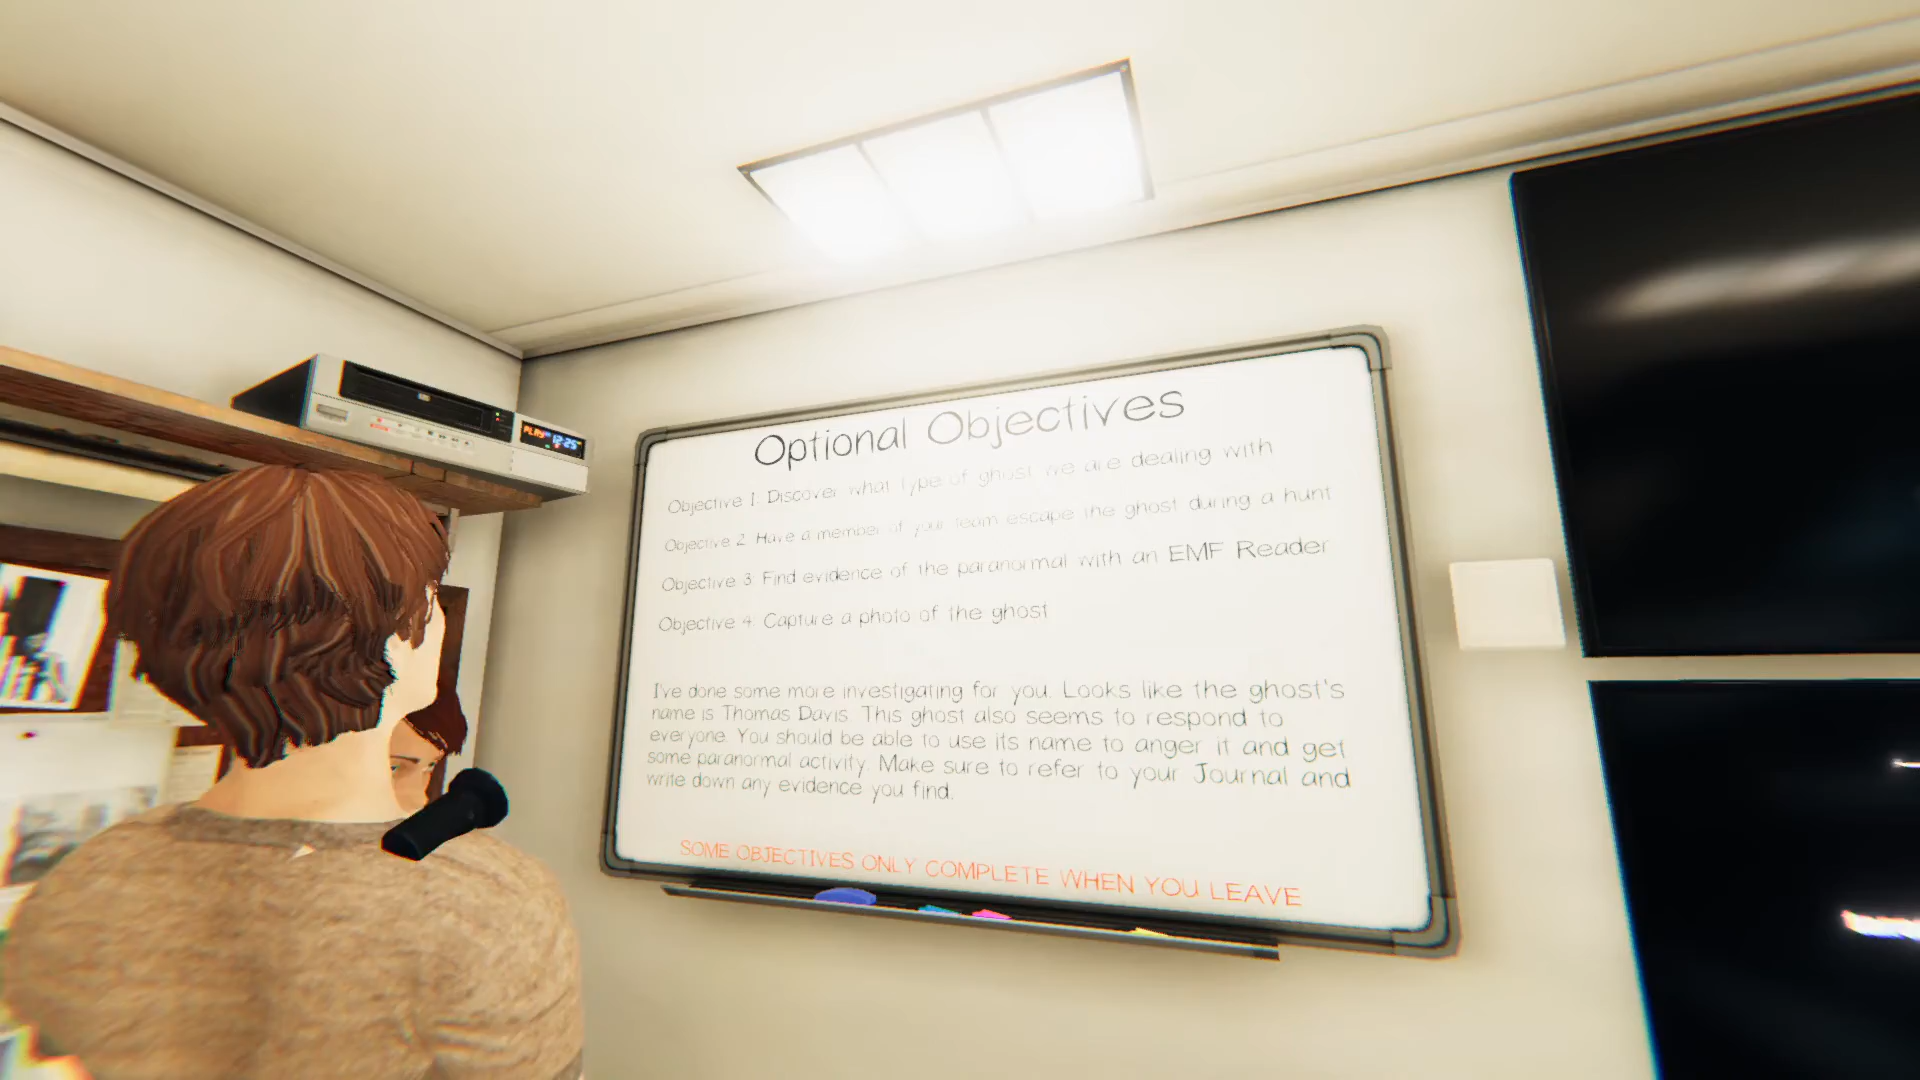 PLAY 12:25
Optional Objectives
Objective 1. Discover what type of ghost we are dealing with
Objective 2. Have a member of your team escape the ghost during a hunt
Objective 3. Find evidence of the paranormal with an EMF Reader
Objective 4. Capture a photo of the ghost
I've done some more investigating for you. Looks like the ghost's
name is Thomas Davis. This ghost also seems to respond to
everyone. You should be able to use its name to anger it and get
some paranormal activity. Make sure to refer to your Journal and
write down any evidence you find.
SOME OBJECTIVES ONLY COMPLETE WHEN YOU LEAVE